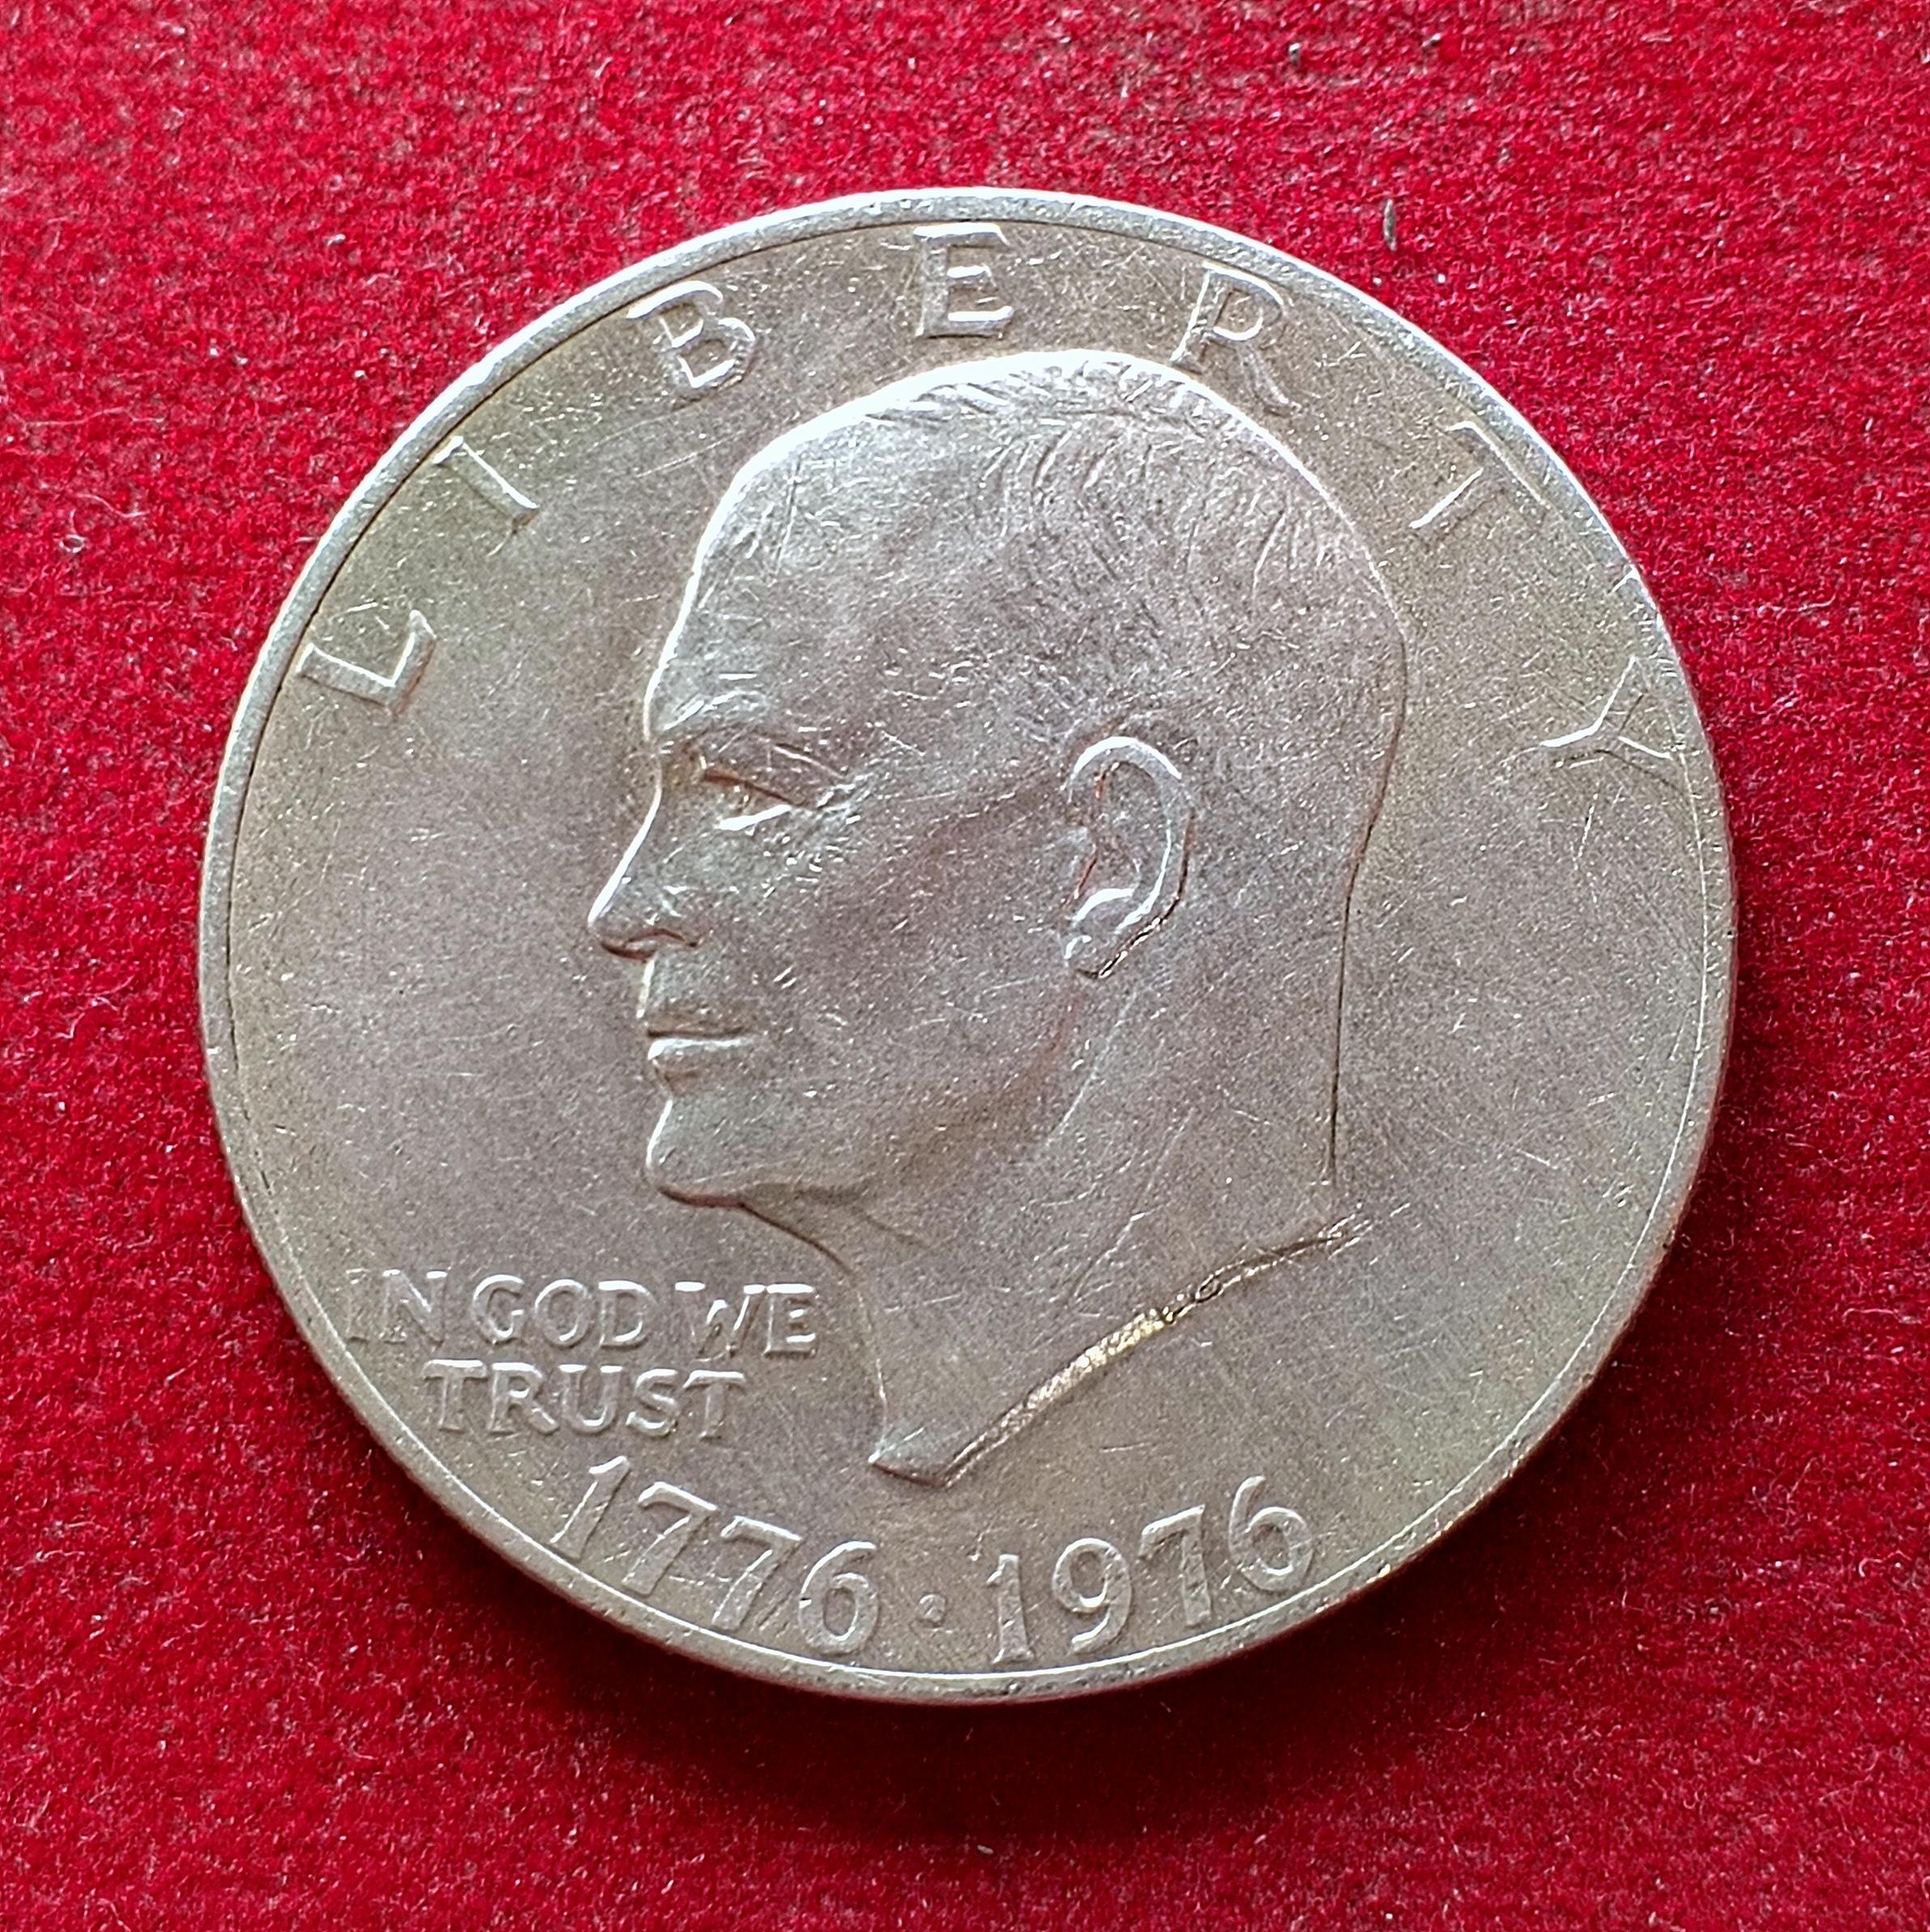 LIBERTY
IN GOD WE
TRUST
1776 · 1976